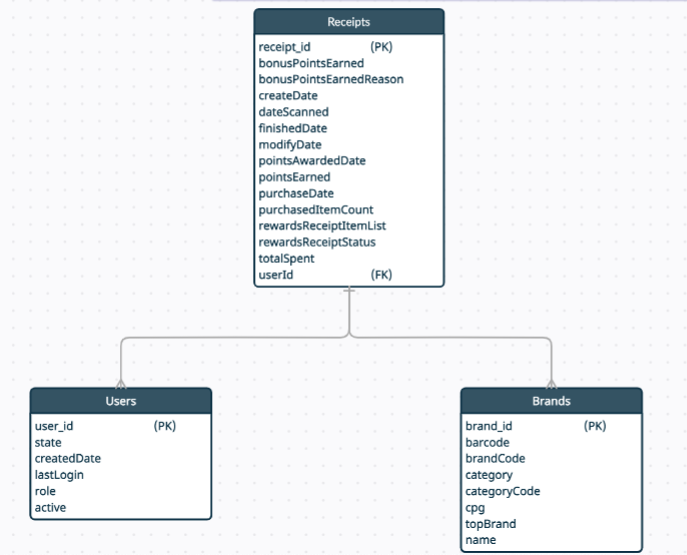 Receipts
receipt_id (PK)
bonusPointsEarned
bonusPointsEarnedReason
createDate
dateScanned
finishedDate
modifyDate
pointsAwardedDate
pointsEarned
purchaseDate
purchasedItemCount
rewardsReceiptItemList
rewardsReceiptStatus
totalSpent
userId (FK)
Users
user_id (PK)
state
createdDate
lastLogin
role
active
Brands
brand_id (PK)
barcode
brandCode
category
categoryCode
cpg
topBrand
name